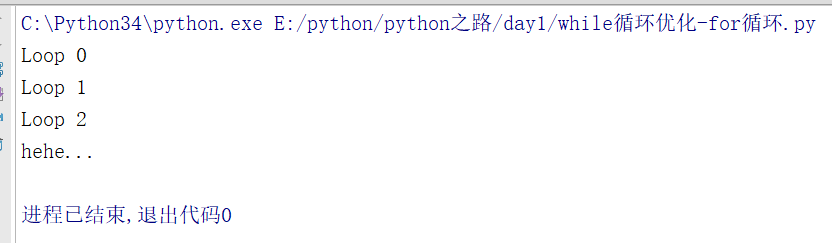 C:\Python34\python.exe E:/python/python之路/day1/while循环优化-for循环.py
Loop 0
Loop 1
Loop 2
hehe...
进程已结束,退出代码0